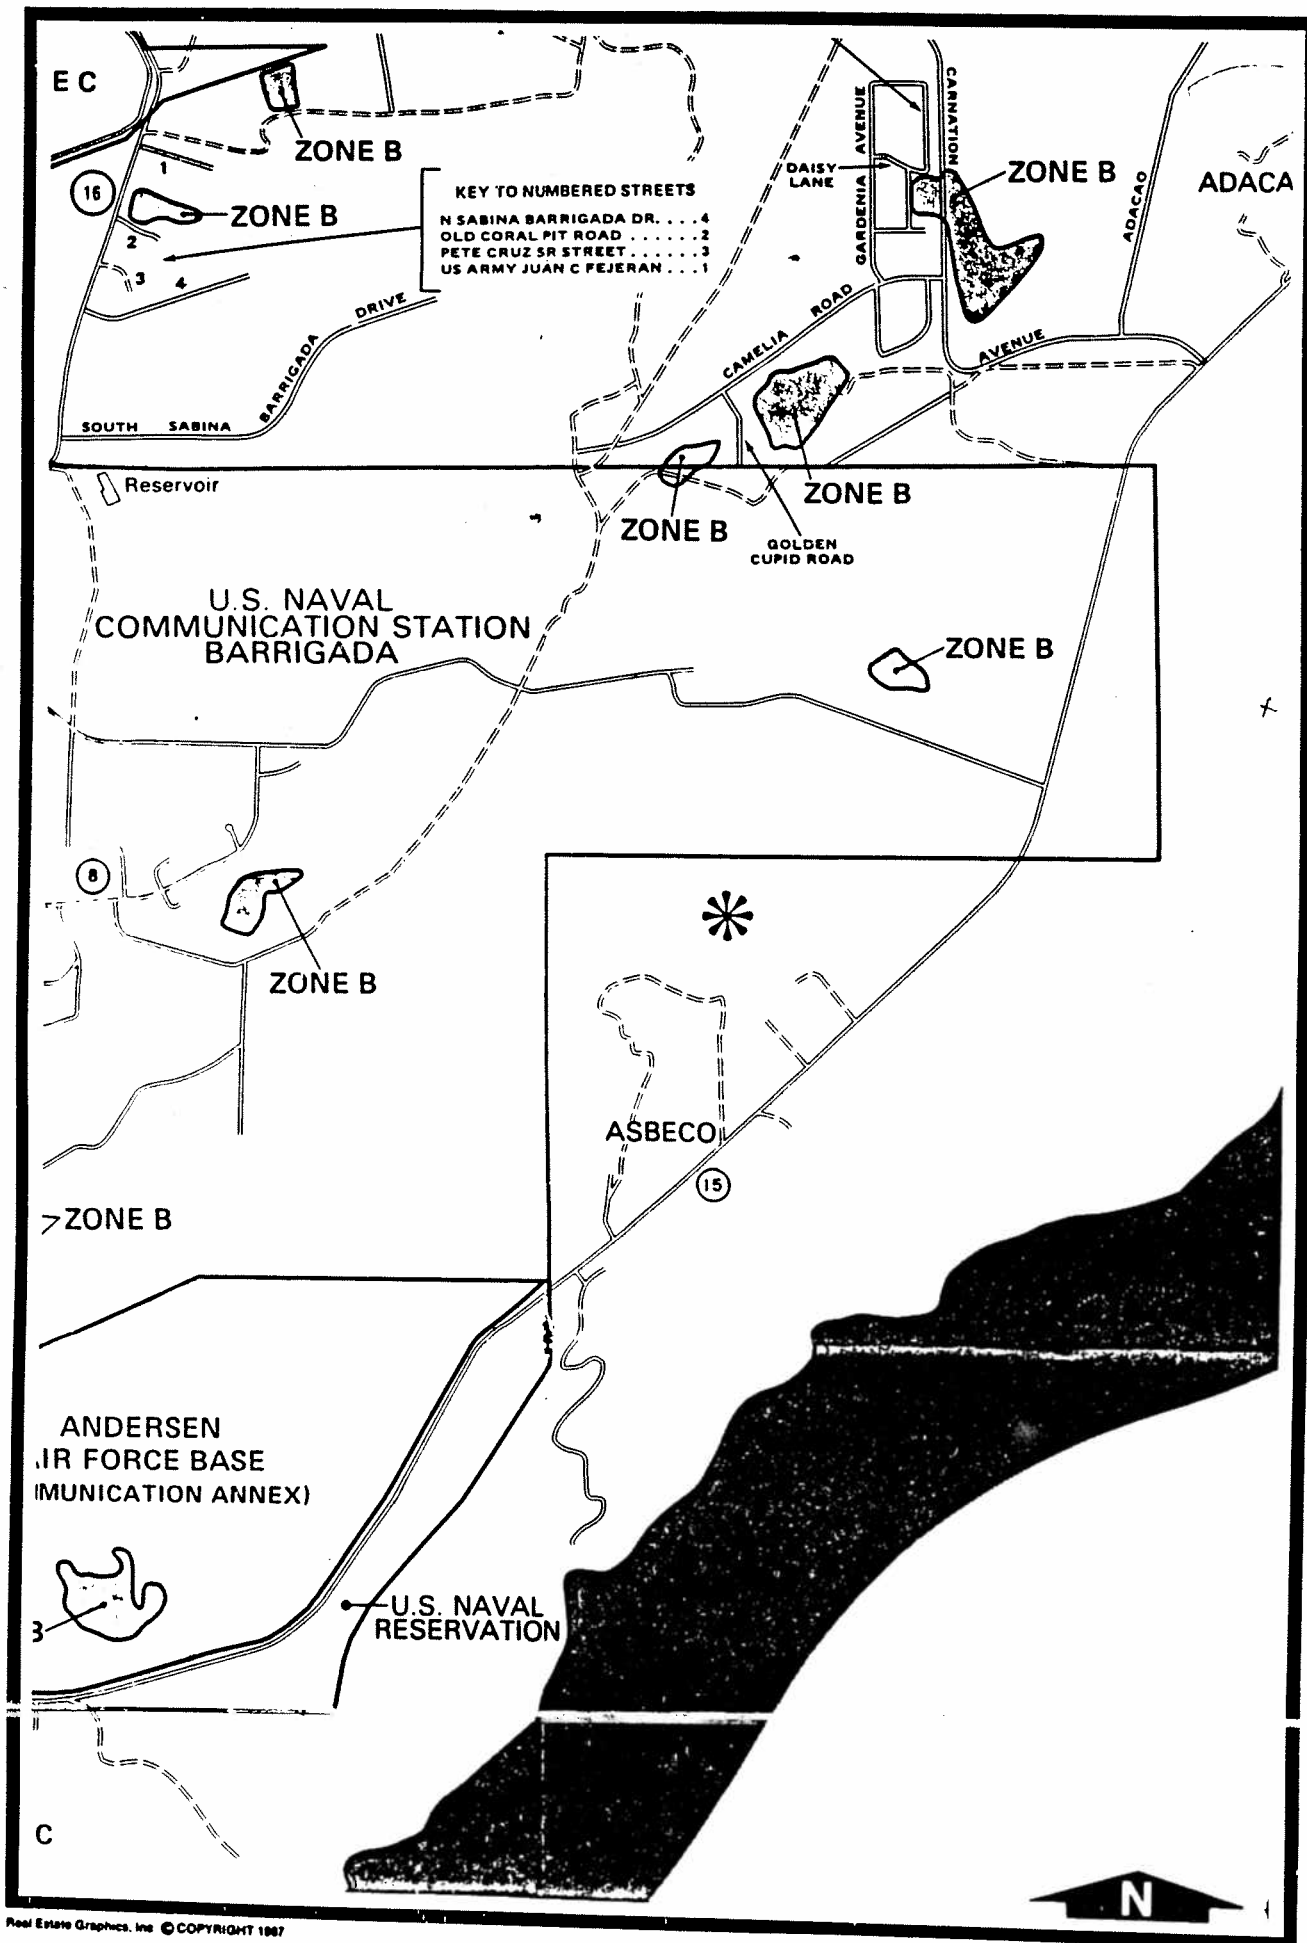 E C
ZONE B
1
16
ZONE B
2
3
4
KEY TO NUMBERED STREETS
N SABINA BARRIGADA DR. . . . 4
OLD CORAL PIT ROAD . . . . . . 2
PETE CRUZ SR STREET . . . . . . 3
US ARMY JUAN C FEJERAN . . . 1
GARDENIA AVENUE
CARNATION
DAISY
LANE
ZONE B
ADACAO
ADACA
CAMELIA ROAD
AVENUE
SOUTH SABINA BARRIGADA DRIVE
Reservoir
ZONE B
ZONE B
GOLDEN
CUPID ROAD
U.S. NAVAL
COMMUNICATION STATION
BARRIGADA
ZONE B
8
ZONE B
ASBECO
15
ZONE B
ANDERSEN
IR FORCE BASE
MUNICATION ANNEX)
B
U.S. NAVAL
RESERVATION
C
N
Real Estate Graphics, Inc © COPYRIGHT 1987